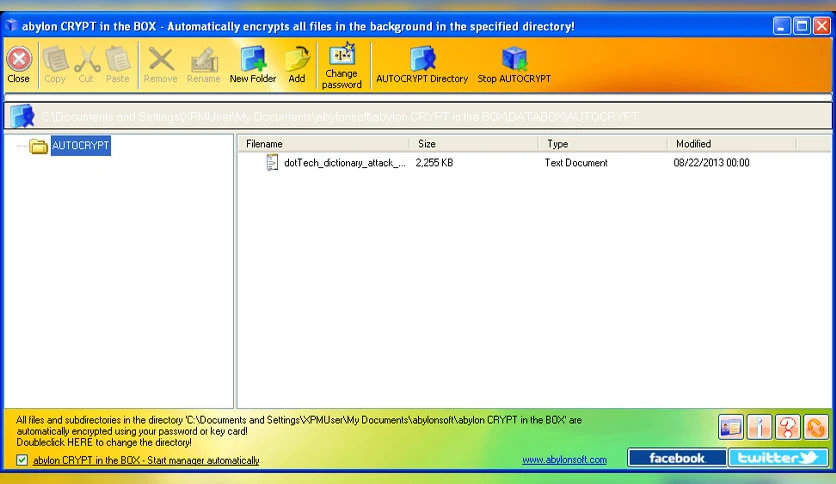 abylon CRYPT in the BOX - Automatically encrypts all files in the background in the specified directory!
Close Copy Cut Paste Remove Rename New Folder Add Change password AUTOCRYPT Directory Stop AUTOCRYPT
C:\Documents and Settings\XPMUser\My Documents\abylonsoft\abylon CRYPT in the BOX\DATABOX\AUTOCRYPT
AUTOCRYPT
Filename Size Type Modified
dotTech_dictionary_attack_... 2,255 KB Text Document 08/22/2013 00:00
All files and subdirectories in the directory 'C:\Documents and Settings\XPMUser\My Documents\abylonsoft\abylon CRYPT in the BOX' are
automatically encrypted using your password or key card!
Doubleclick HERE to change the directory!
abylon CRYPT in the BOX - Start manager automatically
www.abylonsoft.com facebook twitter